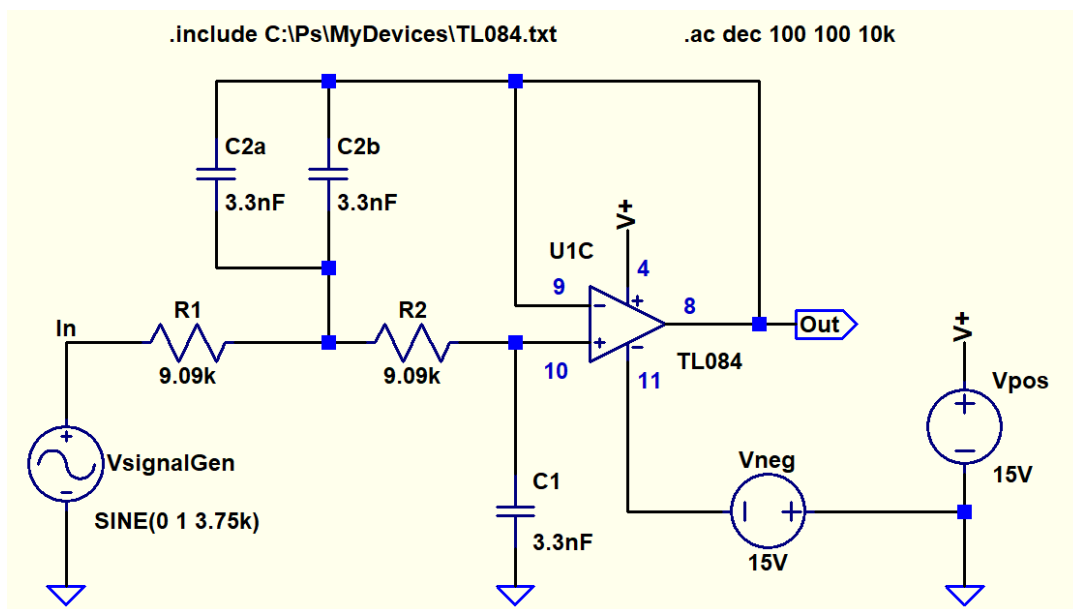 .include C:\Ps\MyDevices\TL084.txt
.ac dec 100 100 10k
C2a
3.3nF
C2b
3.3nF
V+
U1C
4
9
8
Out
10
11
TL084
In
R1
9.09k
R2
9.09k
V+
Vpos
15V
VsignalGen
SINE(0 1 3.75k)
C1
3.3nF
Vneg
15V